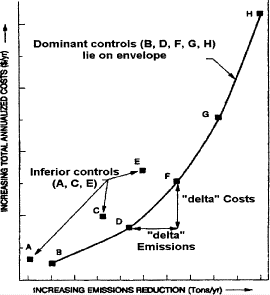 H
Dominant controls (B, D, F, G, H)
lie on envelope
G
Inferior controls
(A, C, E)
E
F
"delta" Costs
C
D
"delta"
Emissions
A
B
INCREASING TOTAL ANNUALIZED COSTS ($/yr)
INCREASING EMISSIONS REDUCTION (Tons/yr)